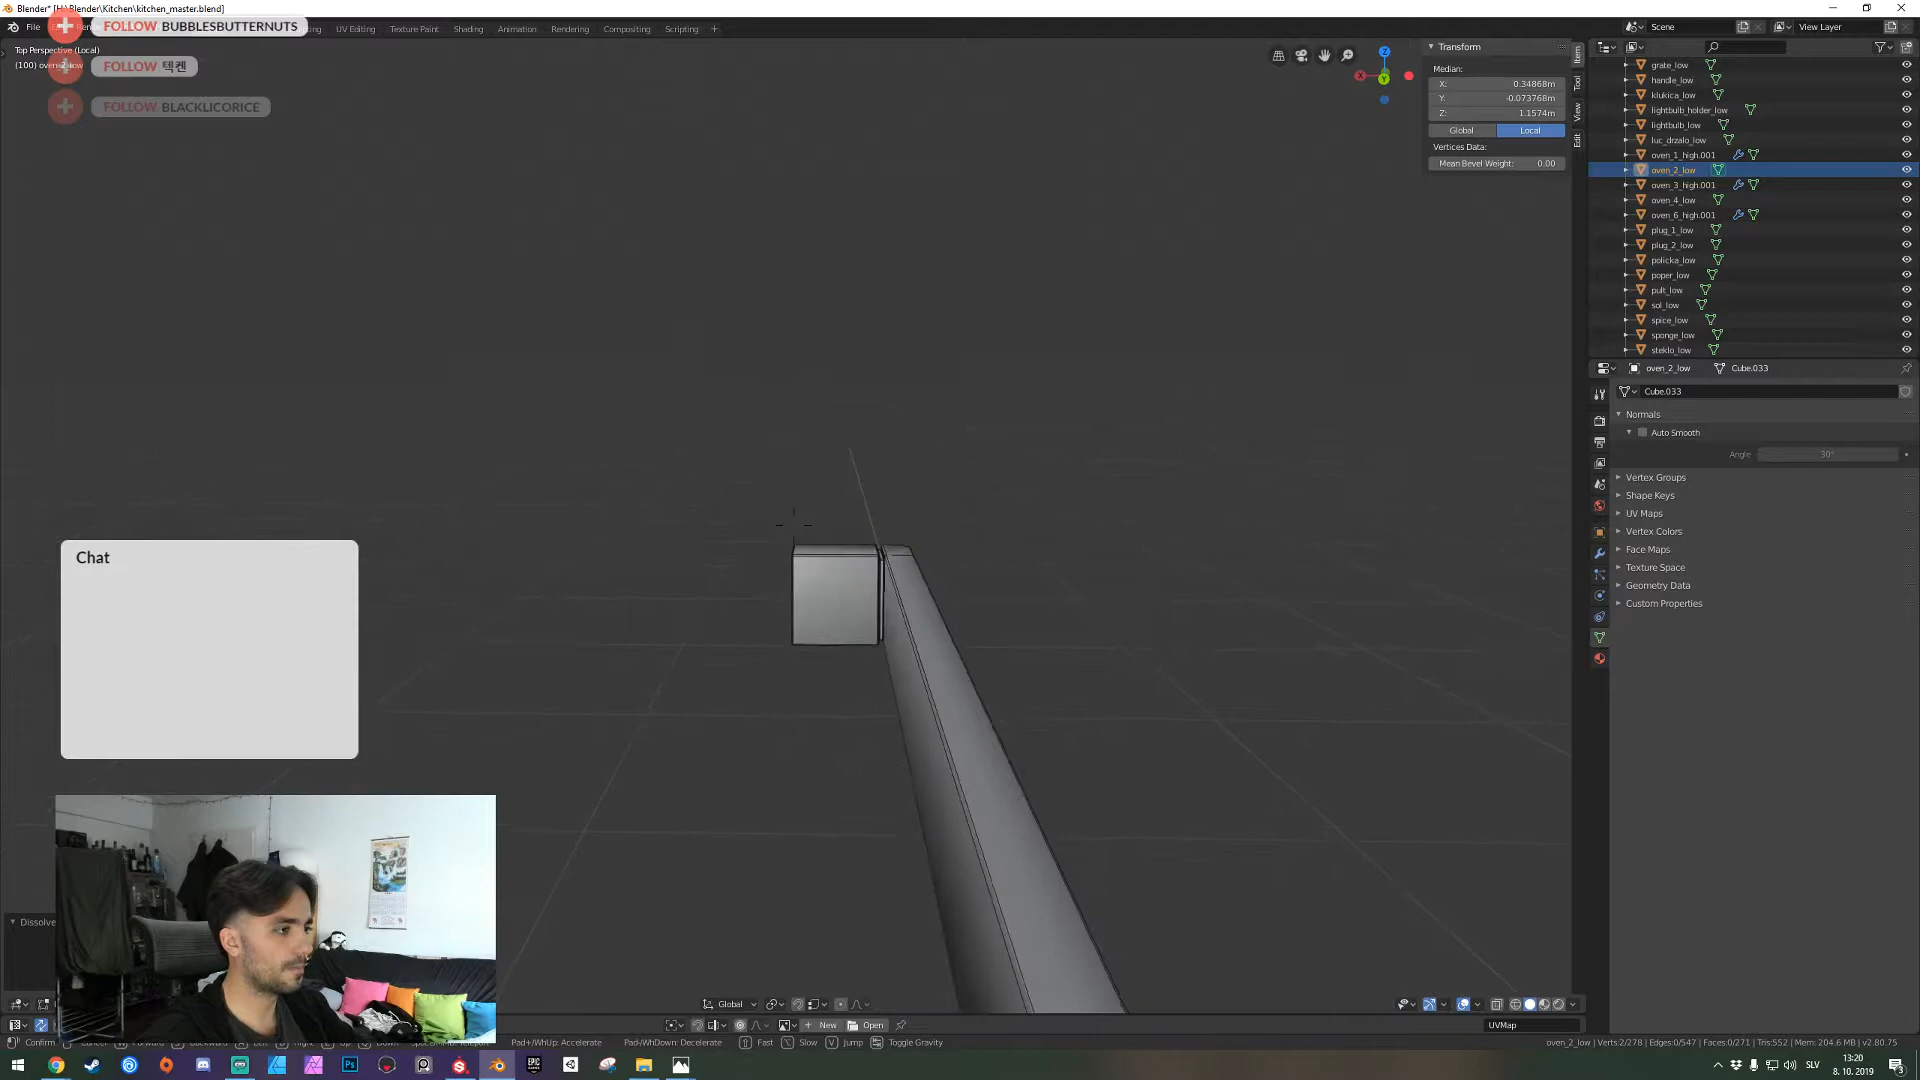 Blender* [H:\Blender\Kitchen\kitchen_master.blend]
File
UV Editing
Texture Paint
Shading
Animation
Rendering
Compositing
Scripting
Scene
View Layer
FOLLOW BUBBLESBUTTERNUTS
FOLLOW 텍켄
FOLLOW BLACKLICORICE
Top Perspective (Local)
(100) oven_2_low
Transform
Median:
X: 0.34868m
Y: -0.073768m
Z: 1.1574m
Global Local
Vertices Data:
Mean Bevel Weight: 0.00
Item
Tool
View
Edit
Z
X
Y
grate_low
handle_low
klukica_low
lightbulb_holder_low
lightbulb_low
luc_drzalo_low
oven_1_high.001
oven_2_low
oven_3_high.001
oven_4_low
oven_6_high.001
plug_1_low
plug_2_low
policka_low
poper_low
pult_low
sol_low
spice_low
sponge_low
steklo_low
oven_2_low Cube.033
Cube.033
Normals
Auto Smooth
Angle 30°
Vertex Groups
Shape Keys
UV Maps
Vertex Colors
Face Maps
Texture Space
Geometry Data
Custom Properties
Chat
Dissolve
Global
New
Open
UVMap
Confirm
Pad+/WhUp: Accelerate
Pad/WhDown: Decelerate
Fast
Slow
Jump
Toggle Gravity
oven_2_low | Verts:2/278 | Edges:0/547 | Faces:0/271 | Tris:552 | Mem: 204.6 MB | v2.80.75
SLV
13:20
8. 10. 2019